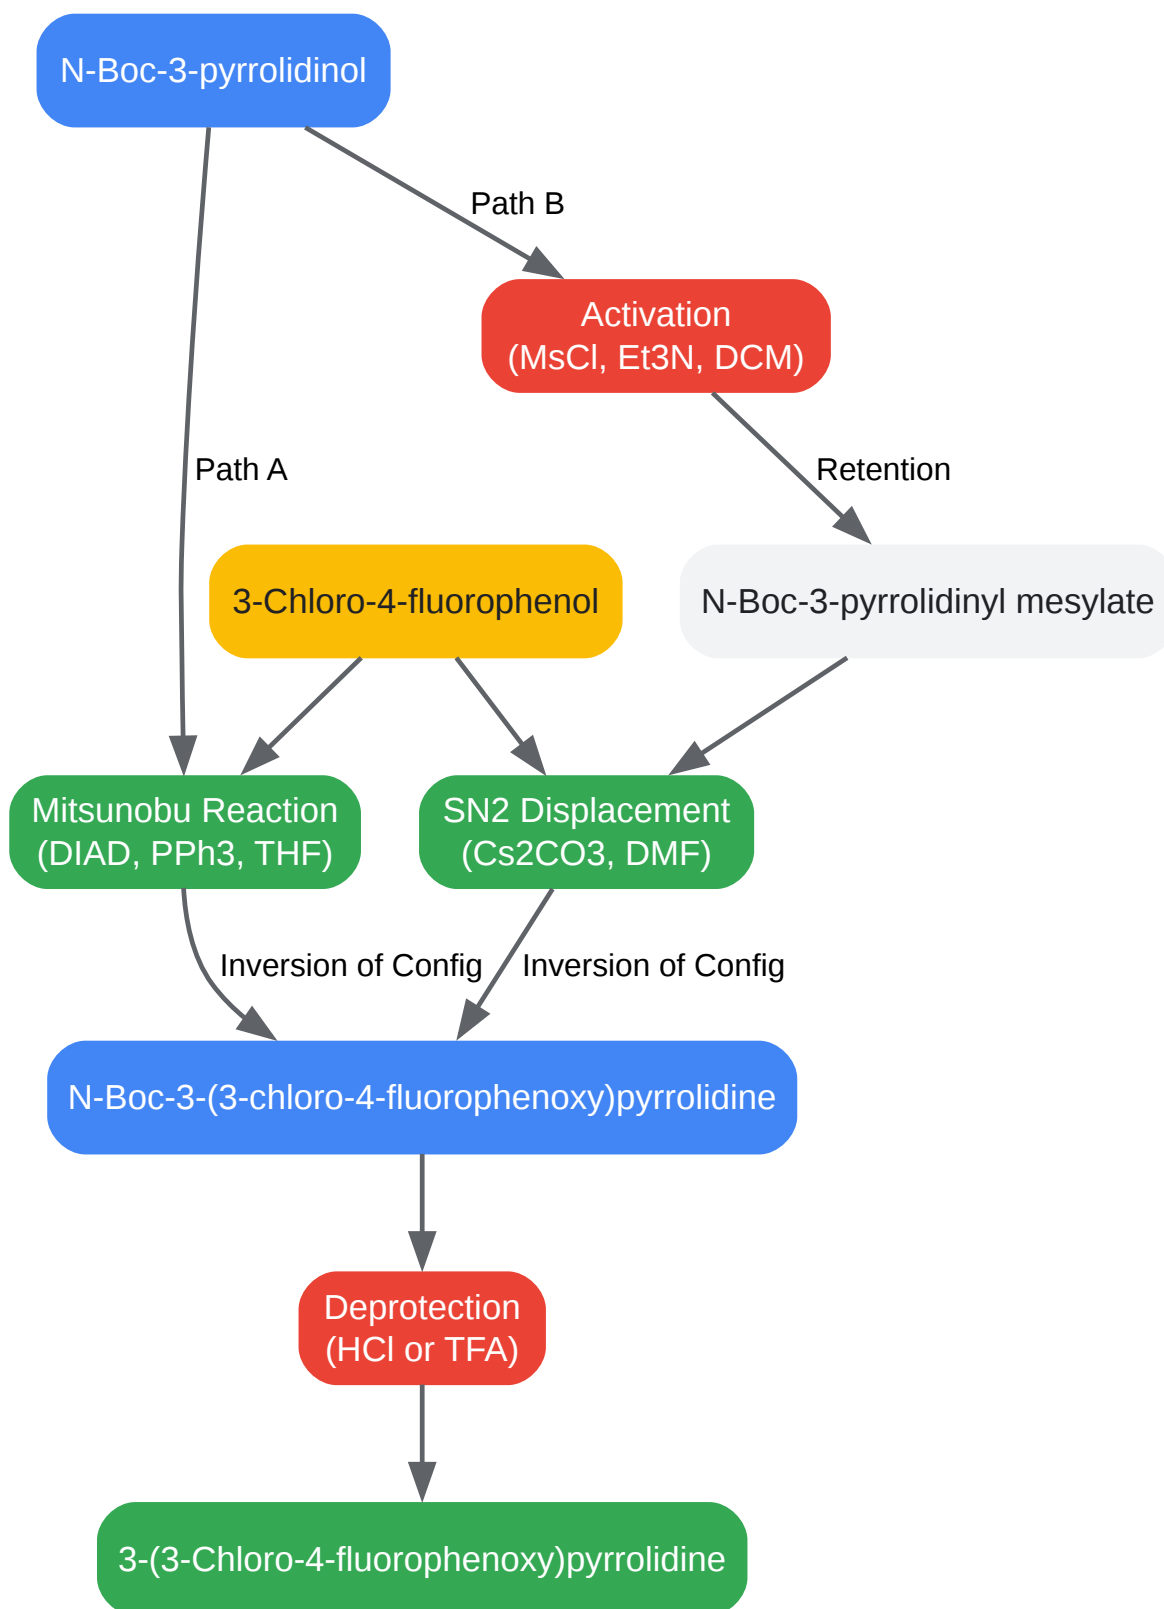 N-Boc-3-pyrrolidinol
Path B
Activation
(MsCl, Et3N, DCM)
Path A
Retention
3-Chloro-4-fluorophenol
N-Boc-3-pyrrolidinyl mesylate
Mitsunobu Reaction
(DIAD, PPh3, THF)
SN2 Displacement
(Cs2CO3, DMF)
Inversion of Config
Inversion of Config
N-Boc-3-(3-chloro-4-fluorophenoxy)pyrrolidine
Deprotection
(HCl or TFA)
3-(3-Chloro-4-fluorophenoxy)pyrrolidine